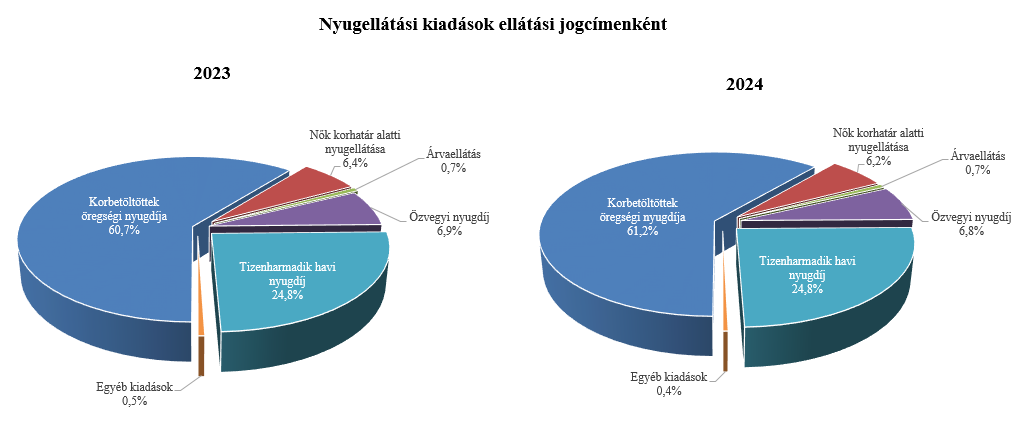 Nyugellátási kiadások ellátási jogcímenként
2023
Nők korhatár alatti
nyugellátása
6,4%
Árvaellátás
0,7%
Korbetöltöttek
öregségi nyugdíja
60,7%
Özvegyi nyugdíj
6,9%
Tizenharmadik havi
nyugdíj
24,8%
Egyéb kiadások
0,5%
2024
Nők korhatár alatti
nyugellátása
6,2%
Árvaellátás
0,7%
Korbetöltöttek
öregségi nyugdíja
61,2%
Özvegyi nyugdíj
6,8%
Tizenharmadik havi
nyugdíj
24,8%
Egyéb kiadások
0,4%